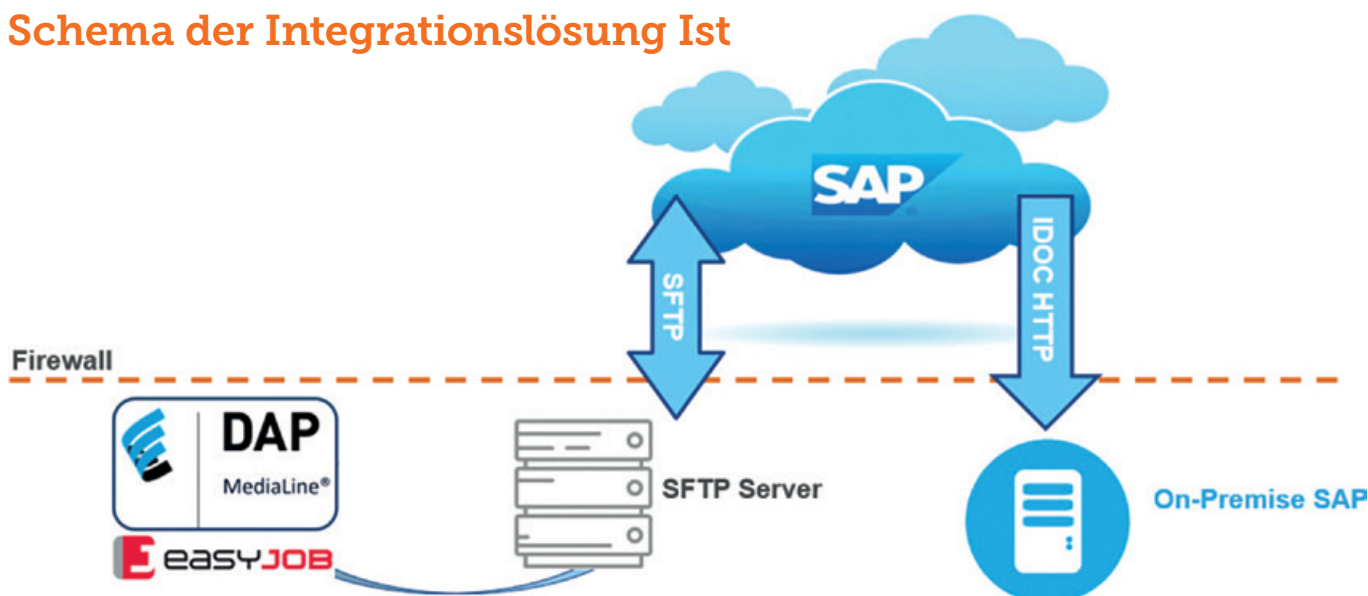 Schema der Integrationslösung Ist
SAP
SFTP
IDOC HTTP
Firewall
DAP
MediaLine®
easyJOB
SFTP Server
On-Premise SAP